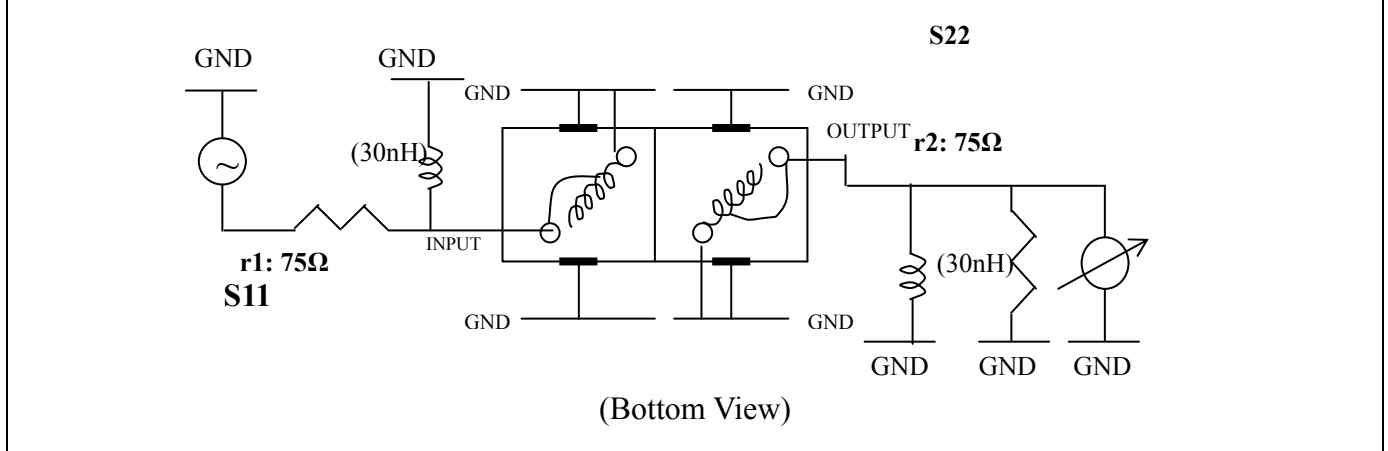 S22
GND
GND
GND
GND
(30nH)
OUTPUT
r2: 75Ω
INPUT
r1: 75Ω
S11
(30nH)
GND
GND
GND
GND
GND
(Bottom View)